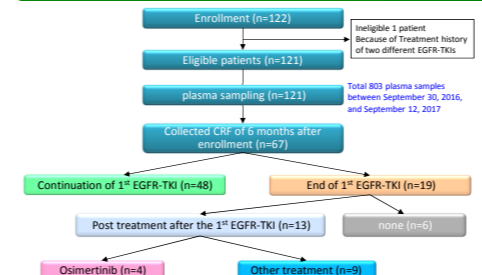 Enrollment (n=122)
Ineligible 1 patient
Because of Treatment history
of two different EGFR-TKIs
Eligible patients (n=121)
plasma sampling (n=121)
Total 803 plasma samples
between September 30, 2016,
and September 12, 2017
Collected CRF of 6 months after
enrollment (n=67)
Continuation of 1st EGFR-TKI (n=48)
End of 1st EGFR-TKI (n=19)
Post treatment after the 1st EGFR-TKI (n=13)
none (n=6)
Osimertinib (n=4)
Other treatment (n=9)